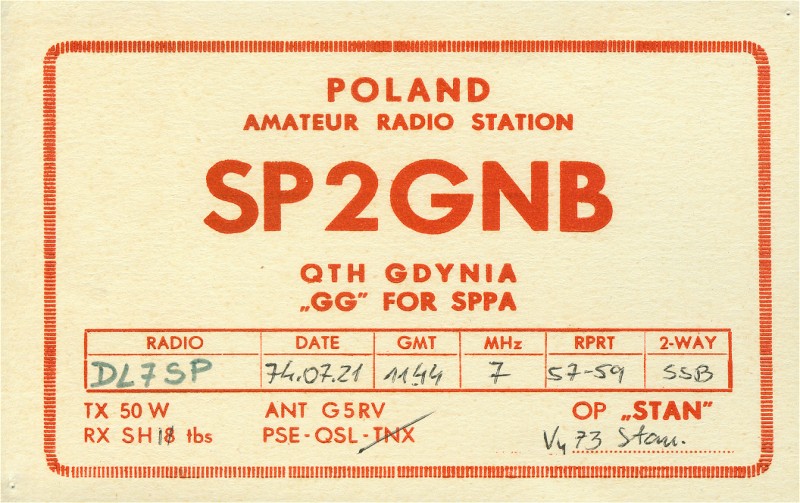 POLAND
AMATEUR RADIO STATION
SP2GNB
QTH GDYNIA
„GG” FOR SPPA
RADIO DATE GMT MHz RPRT 2-WAY
DL7SP 74.07.21 1144 7 57-59 SSB
TX 50 W ANT G5RV OP „STAN”
RX SH18 tbs PSE-QSL-TNX Vy 73 Stan.